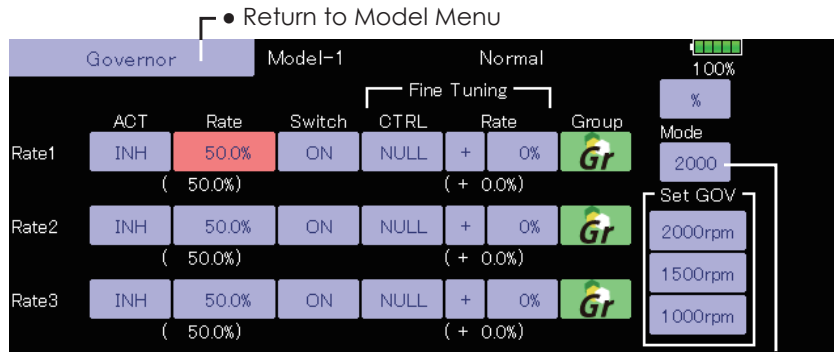 ● Return to Model Menu
Governor Model-1 Normal 100%
Fine Tuning %
ACT Rate Switch CTRL Rate Group Mode
Rate1 INH 50.0% ON NULL + 0% Gr 2000
( 50.0%) ( + 0.0%) Set GOV
Rate2 INH 50.0% ON NULL + 0% Gr 2000rpm
( 50.0%) ( + 0.0%) 1500rpm
Rate3 INH 50.0% ON NULL + 0% Gr 1000rpm
( 50.0%) ( + 0.0%)